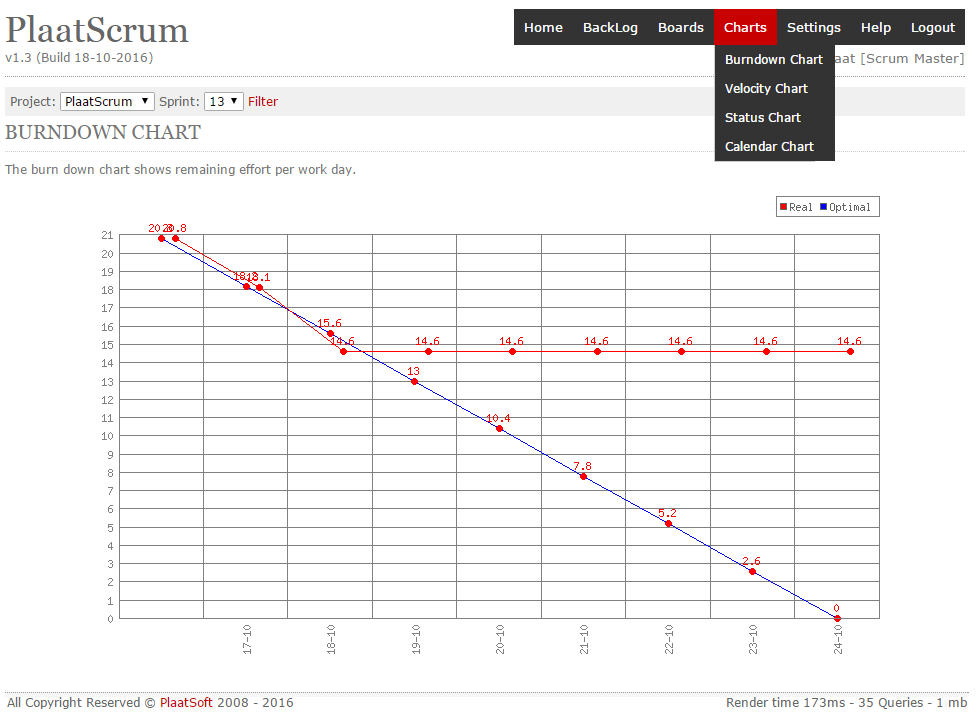 PlaatScrum
Home BackLog Boards Charts Settings Help Logout
v1.3 (Build 18-10-2016)
aat [Scrum Master]
Burndown Chart
Velocity Chart
Status Chart
Calendar Chart
Project: PlaatScrum Sprint: 13 Filter
BURNDOWN CHART
The burn down chart shows remaining effort per work day.
Real Optimal
20.8 20.8
21
20
19
18.2 18.1
18
17
15.6
16
14.6 14.6 14.6 14.6 14.6 14.6 14.6
15
14
13
13
12
11
10.4
10
9
7.8
8
7
6
5.2
5
4
3
2.6
2
1
0
0
17-10 18-10 19-10 20-10 21-10 22-10 23-10 24-10
All Copyright Reserved © PlaatSoft 2008 - 2016
Render time 173ms - 35 Queries - 1 mb